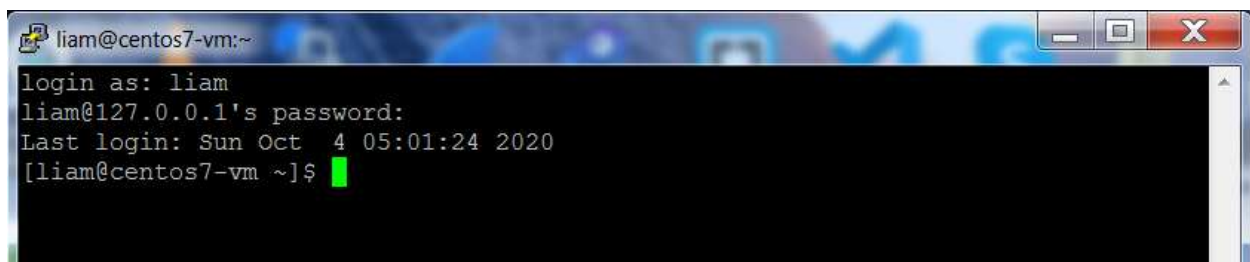 liam@centos7-vm:~
login as: liam
liam@127.0.0.1's password:
Last login: Sun Oct  4 05:01:24 2020
[liam@centos7-vm ~]$